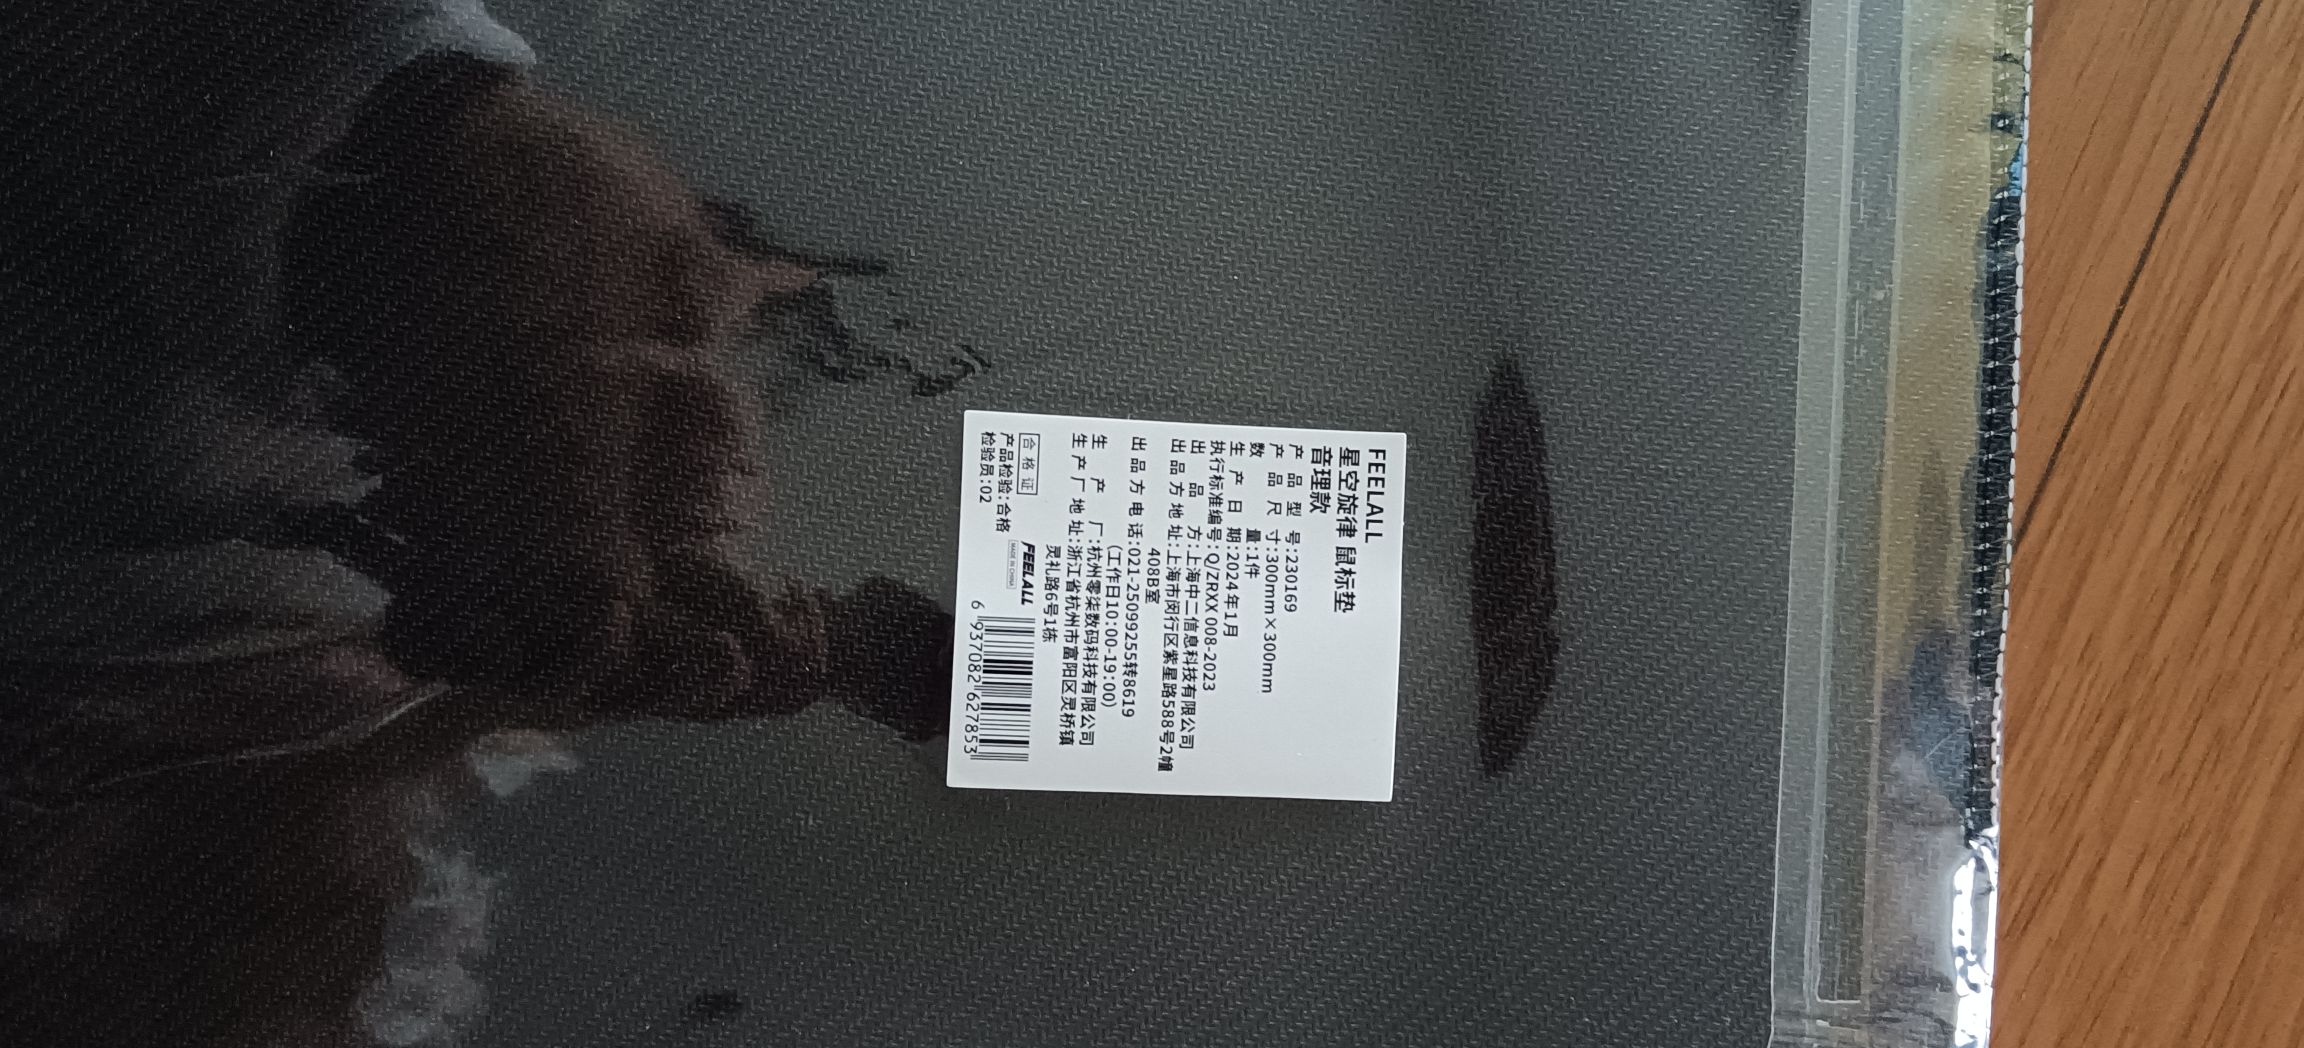 FEELALL
星空旋律 鼠标垫
音理款
产品型号:230169
产品尺寸:300mm×300mm
数量:1件
生产日期:2024年1月
执行标准编号:Q/ZRXX 008-2023
出品方:上海中二信息科技有限公司
出品方地址:上海市闵行区紫星路588号2幢
408B室
出品方电话:021-25099255转8619
(工作日10:00-19:00)
生产厂:杭州零柒数码科技有限公司
生产厂地址:浙江省杭州市富阳区灵桥镇
灵礼路6号1栋
合格证
产品检验:合格
检验员:02
FEELALL
MADE IN CHINA
6 937082 627853